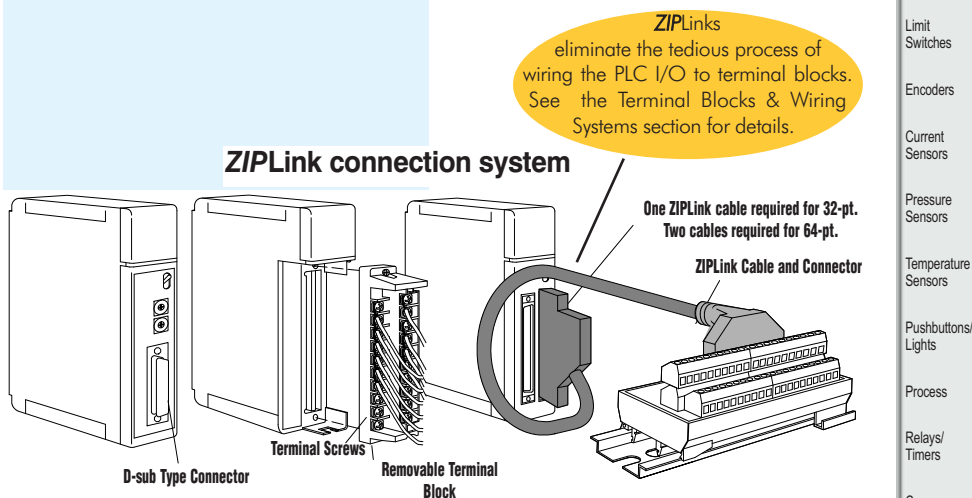 ZIPLinks
eliminate the tedious process of
wiring the PLC I/O to terminal blocks.
See the Terminal Blocks & Wiring
Systems section for details.
ZIPLink connection system
One ZIPLink cable required for 32-pt.
Two cables required for 64-pt.
ZIPLink Cable and Connector
Terminal Screws
D-sub Type Connector
Removable Terminal
Block
Limit
Switches
Encoders
Current
Sensors
Pressure
Sensors
Temperature
Sensors
Pushbuttons/
Lights
Process
Relays/
Timers